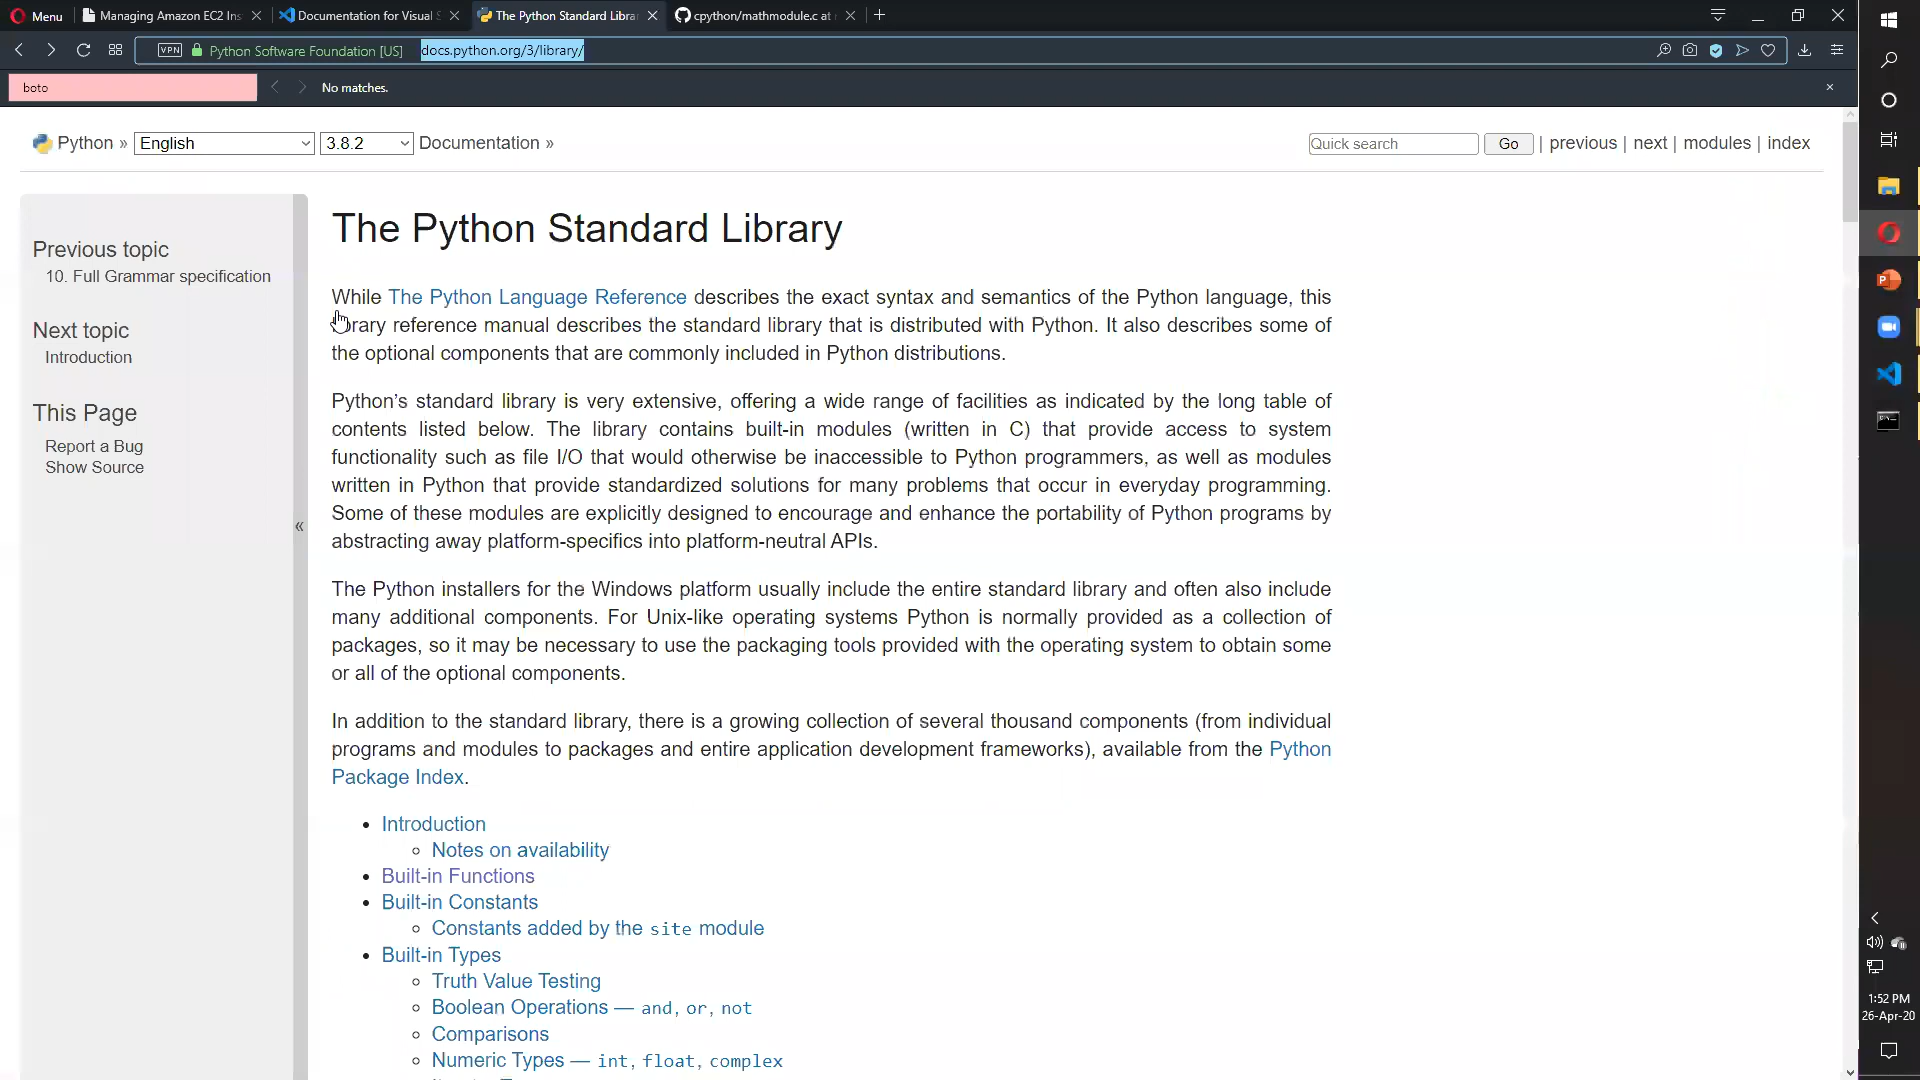 Menu
Managing Amazon EC2 Ins
Documentation for Visual S
The Python Standard Libra
cpython/mathmodule.c at
VPN
Python Software Foundation [US]
docs.python.org/3/library/
boto
No matches.
Python »
English
3.8.2
Documentation »
Quick search
Go
| previous | next | modules | index
Previous topic
10. Full Grammar specification
Next topic
Introduction
This Page
Report a Bug
Show Source
«
The Python Standard Library
While The Python Language Reference describes the exact syntax and semantics of the Python language, this
library reference manual describes the standard library that is distributed with Python. It also describes some of
the optional components that are commonly included in Python distributions.
Python’s standard library is very extensive, offering a wide range of facilities as indicated by the long table of
contents listed below. The library contains built-in modules (written in C) that provide access to system
functionality such as file I/O that would otherwise be inaccessible to Python programmers, as well as modules
written in Python that provide standardized solutions for many problems that occur in everyday programming.
Some of these modules are explicitly designed to encourage and enhance the portability of Python programs by
abstracting away platform-specifics into platform-neutral APIs.
The Python installers for the Windows platform usually include the entire standard library and often also include
many additional components. For Unix-like operating systems Python is normally provided as a collection of
packages, so it may be necessary to use the packaging tools provided with the operating system to obtain some
or all of the optional components.
In addition to the standard library, there is a growing collection of several thousand components (from individual
programs and modules to packages and entire application development frameworks), available from the Python
Package Index.
Introduction
Notes on availability
Built-in Functions
Built-in Constants
Constants added by the site module
Built-in Types
Truth Value Testing
Boolean Operations — and, or, not
Comparisons
Numeric Types — int, float, complex
1:52 PM
26-Apr-20